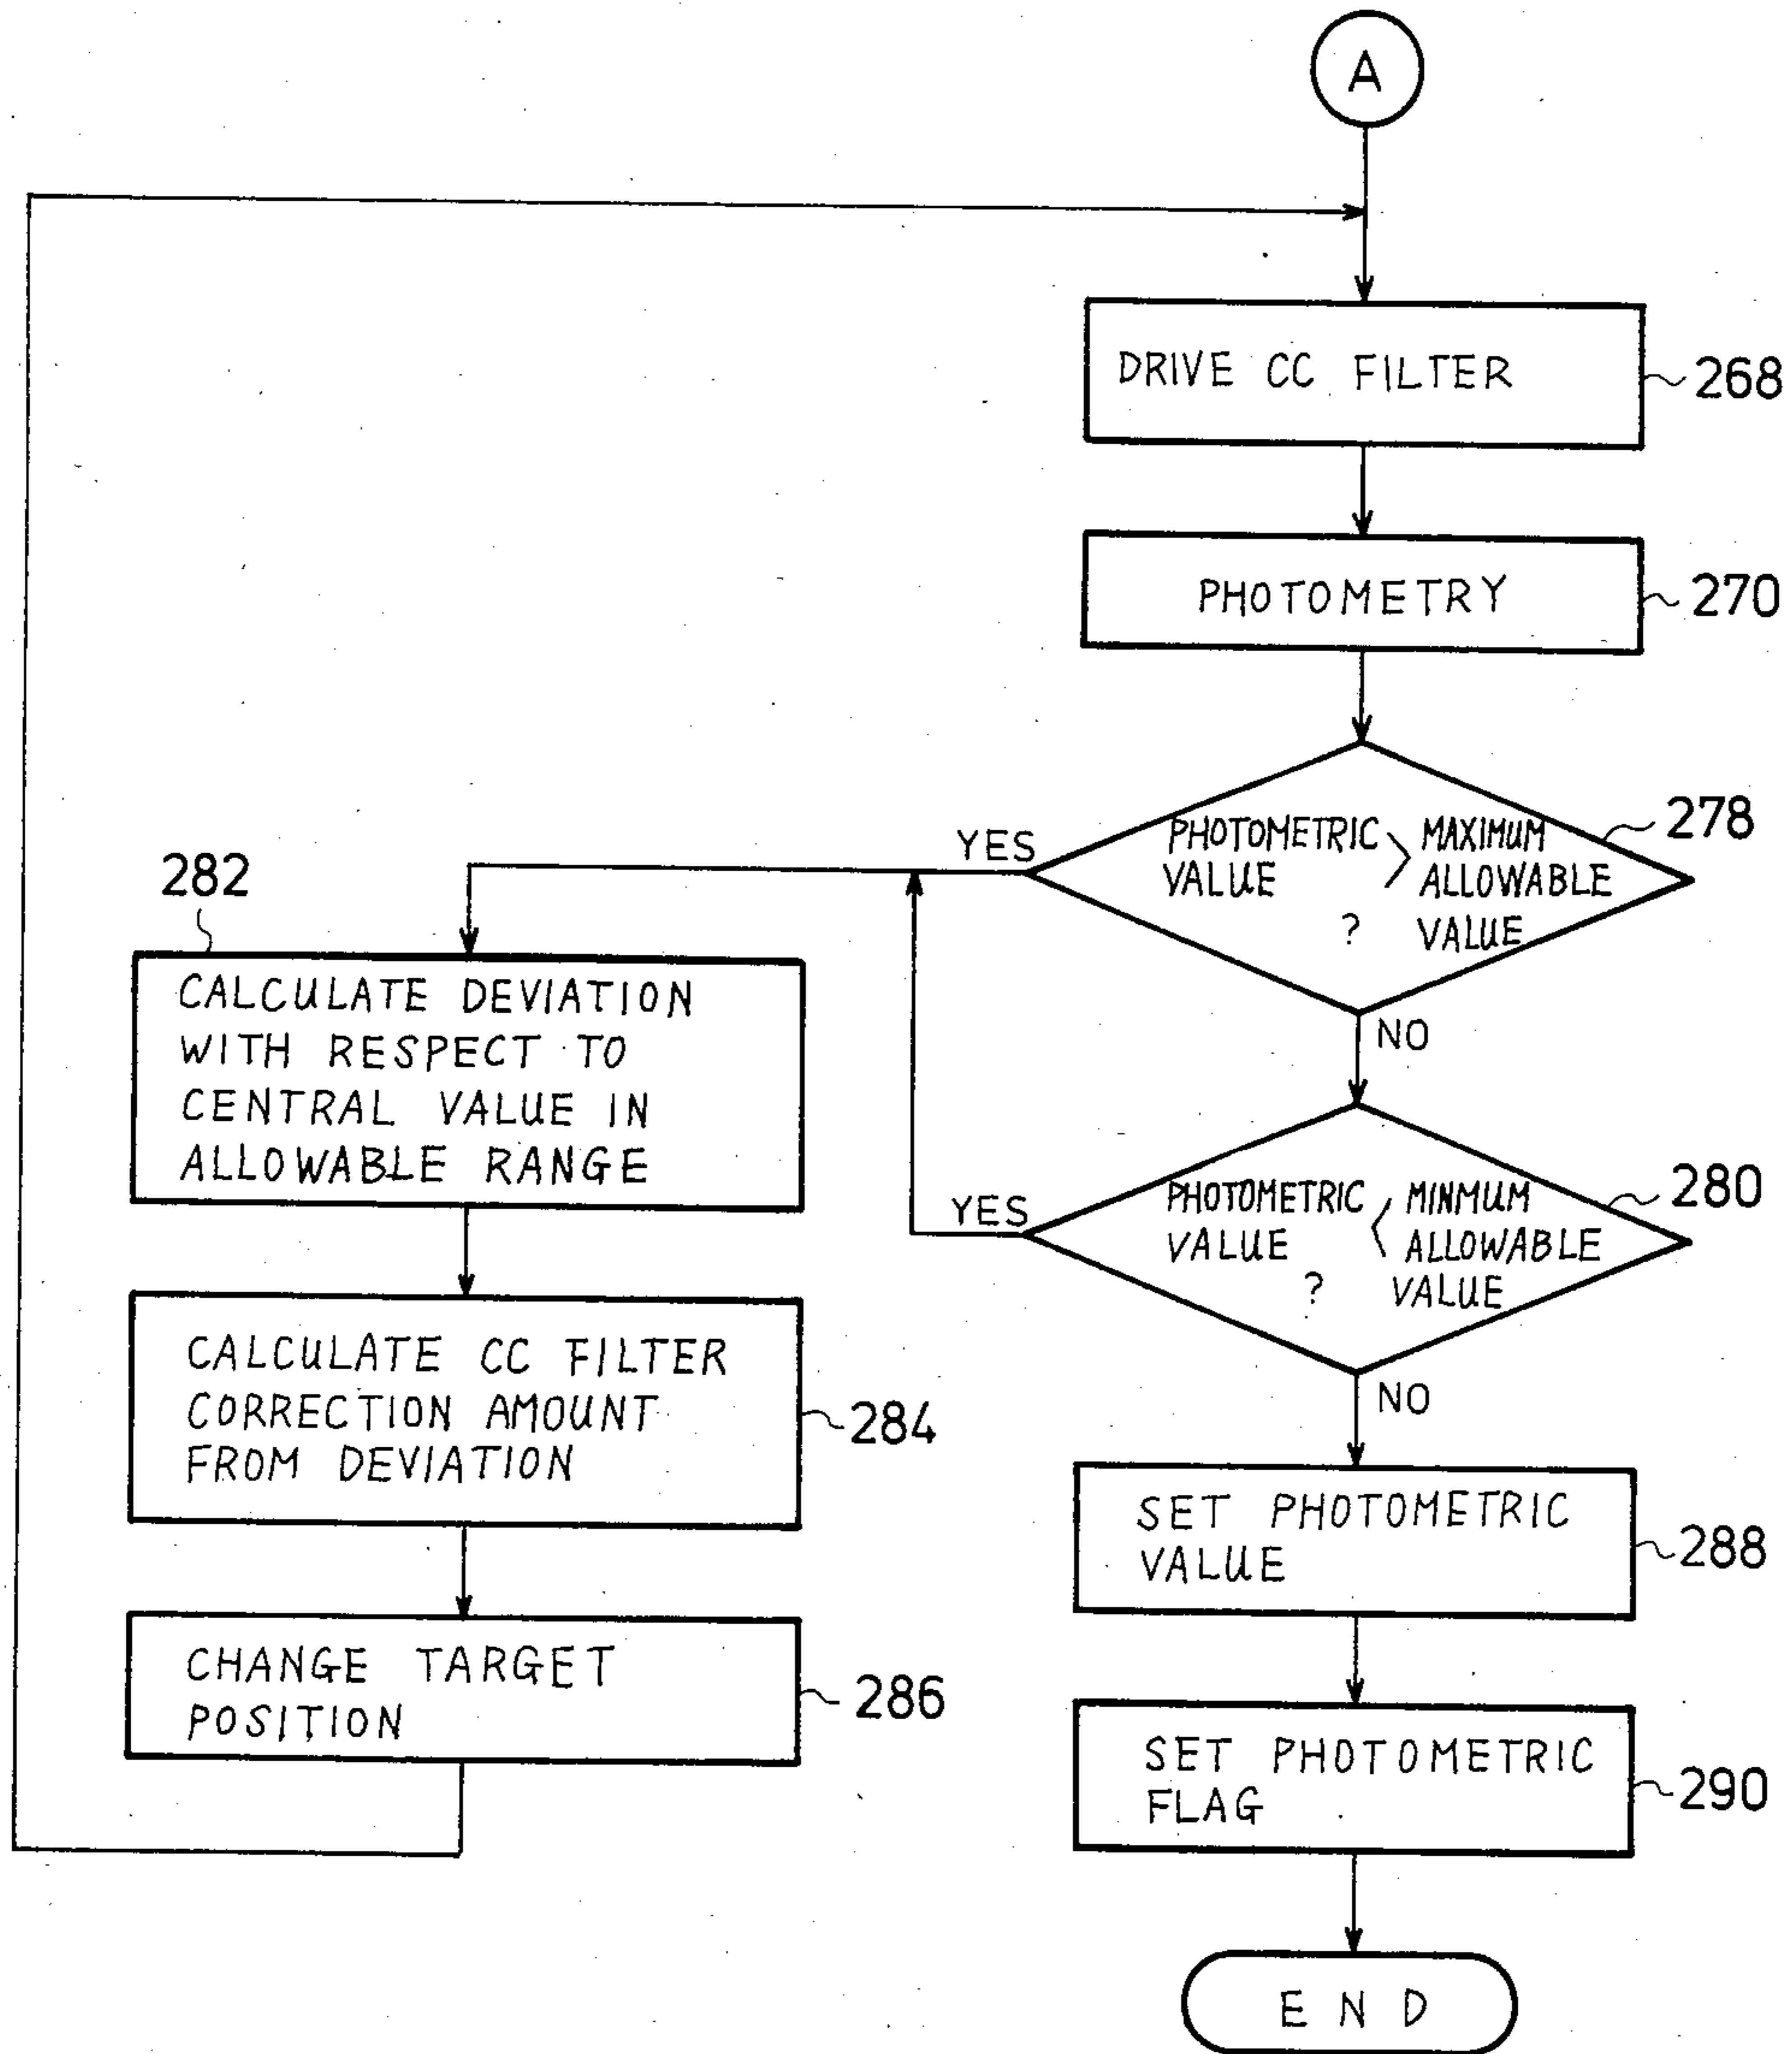 A
DRIVE CC FILTER
268
PHOTOMETRY
270
PHOTOMETRIC > MAXIMUM
VALUE ALLOWABLE
? VALUE
278
YES
NO
282
CALCULATE DEVIATION
WITH RESPECT TO
CENTRAL VALUE IN
ALLOWABLE RANGE
PHOTOMETRIC < MINMUM
VALUE ALLOWABLE
? VALUE
280
YES
NO
CALCULATE CC FILTER
CORRECTION AMOUNT
FROM DEVIATION
284
SET PHOTOMETRIC
VALUE
288
CHANGE TARGET
POSITION
286
SET PHOTOMETRIC
FLAG
290
END